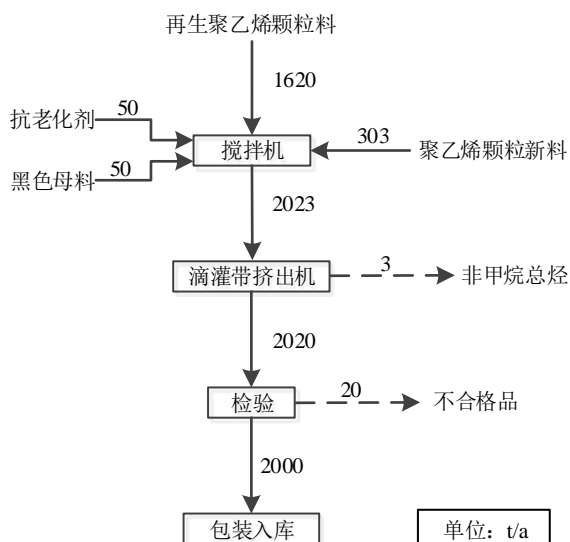 再生聚乙烯颗粒料
1620
抗老化剂
50
搅拌机
303
聚乙烯颗粒新料
黑色母料
50
2023
滴灌带挤出机
3
非甲烷总烃
2020
检验
20
不合格品
2000
包装入库
单位：t/a